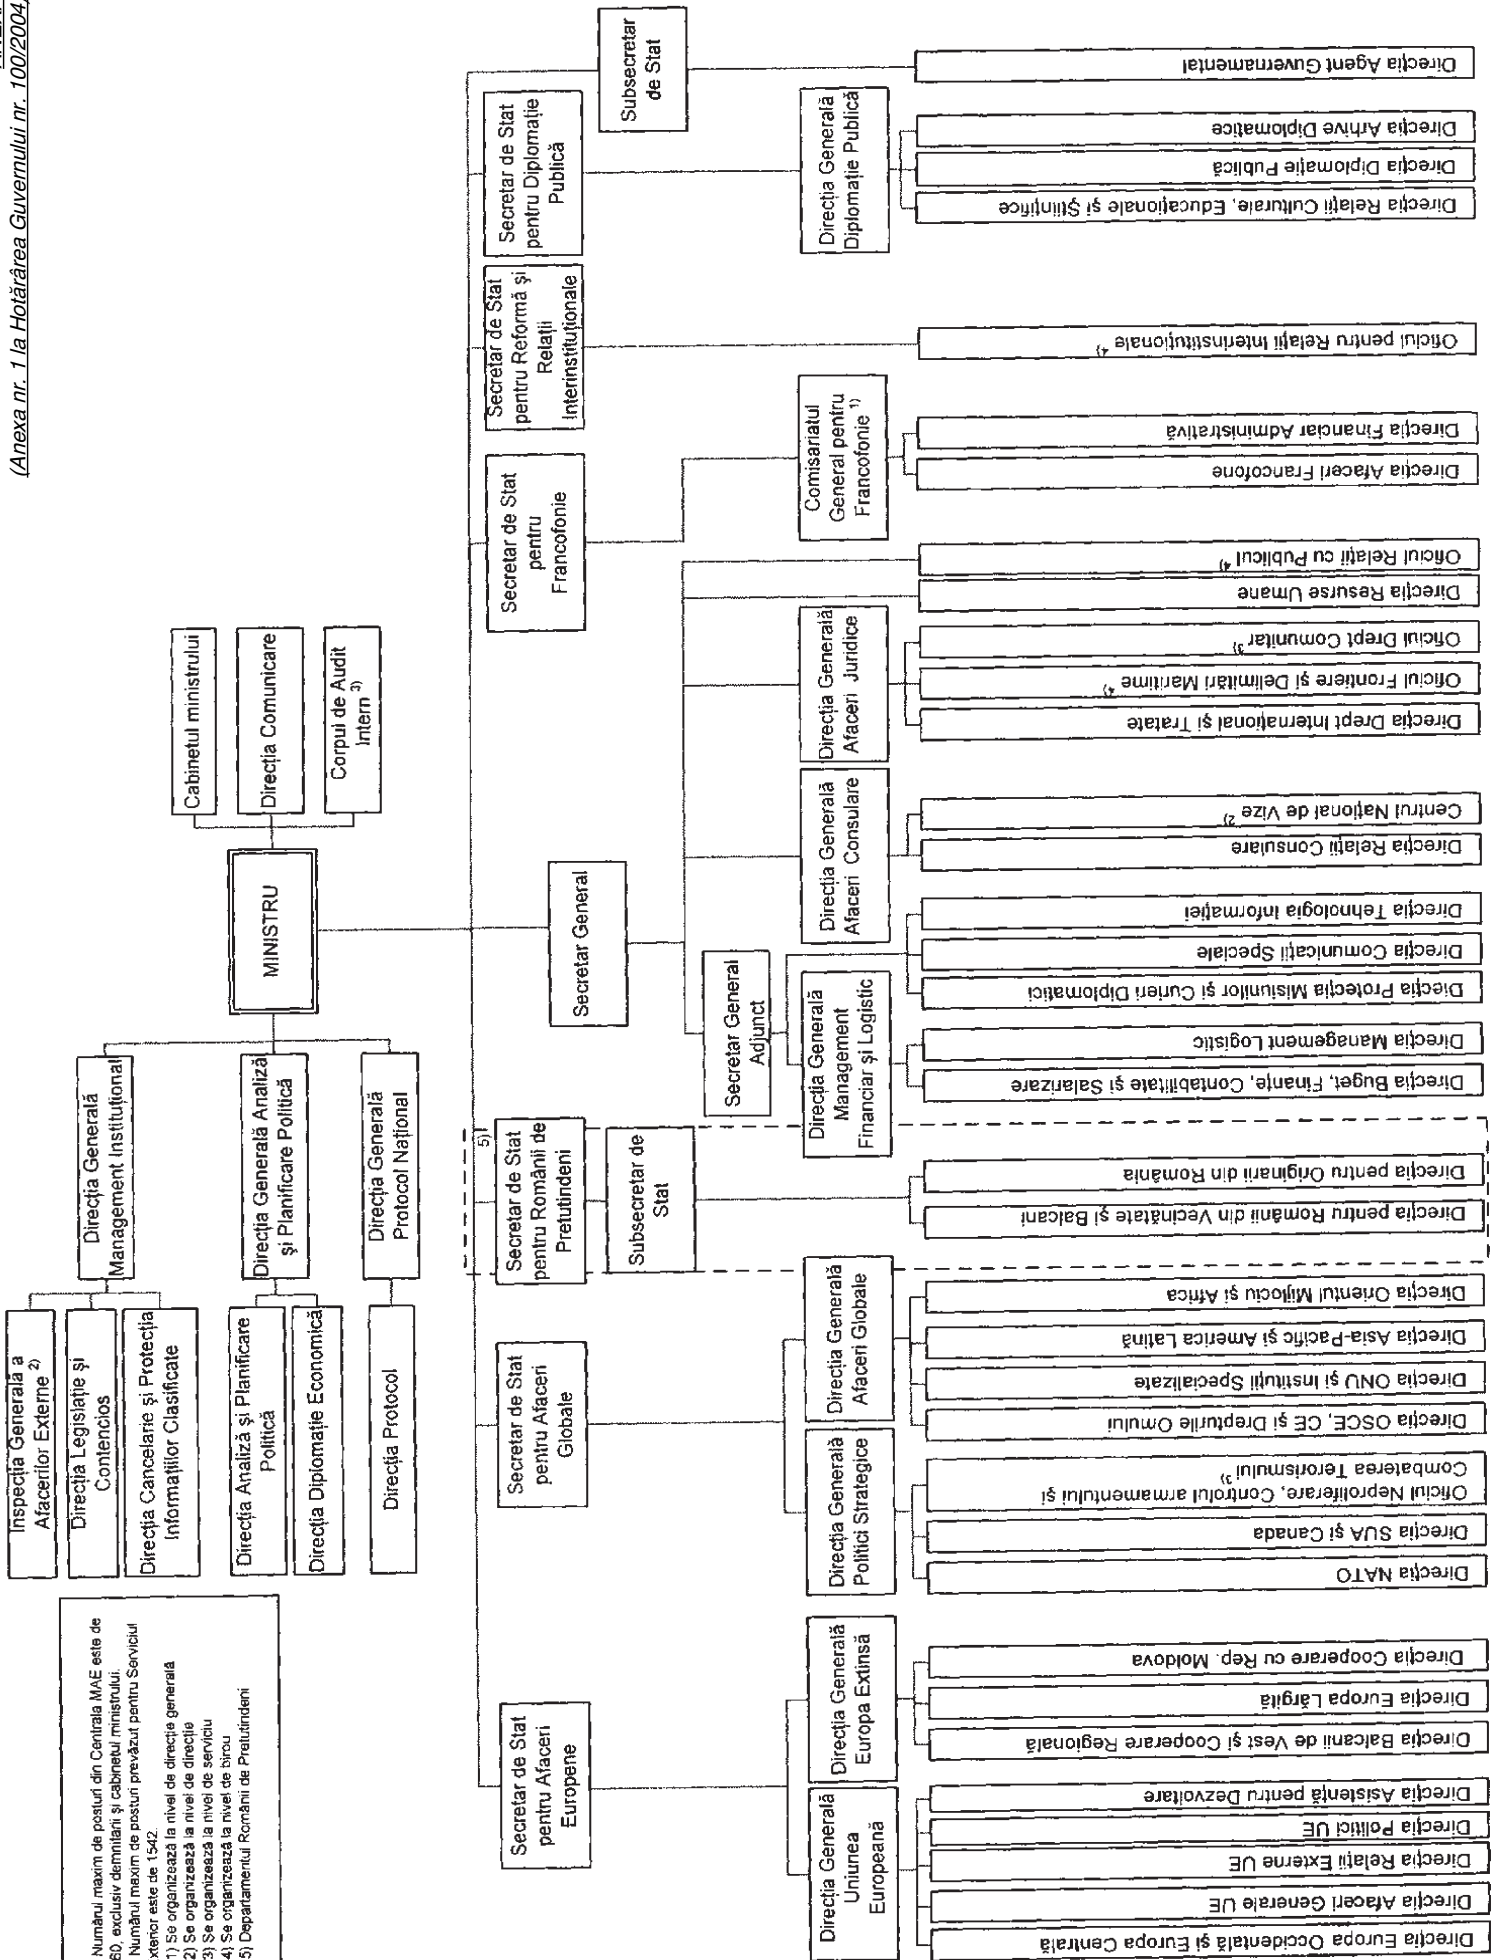 (Anexa nr. 1 la Hotărârea Guvernului nr. 100/2004)
Numărul maxim de posturi din Centrala MAE este de
60, exclusiv demnitarii și cabinetul ministrului.
Numărul maxim de posturi prevăzut pentru Serviciul
xterior este de 1542.
1) Se organizează la nivel de direcție generală
2) Se organizează la nivel de direcție
3) Se organizează la nivel de serviciu
4) Se organizează la nivel de birou
5) Departamentul Românii de Pretutindeni
Inspecția Generală a
Afacerilor Externe 2)
Direcția Legislație și
Contencios
Direcția Cancelarie și Protecția
Informațiilor Clasificate
Direcția Analiză și Planificare
Politică
Direcția Diplomație Economică
Direcția Protocol
Direcția Generală
Management Instituțional
Direcția Generală Analiză
și Planificare Politică
Direcția Generală
Protocol Național
MINISTRU
Cabinetul ministrului
Direcția Comunicare
Corpul de Audit
Intern 3)
Secretar de Stat
pentru Afaceri
Europene
Secretar de Stat
pentru Afaceri
Globale
5)
Secretar de Stat
pentru Românii de
Pretutindeni
Subsecretar de
Stat
Secretar General
Secretar General
Adjunct
Secretar de Stat
pentru
Francofonie
Secretar de Stat
pentru Reformă și
Relații
Interinstituționale
Secretar de Stat
pentru Diplomație
Publică
Subsecretar
de Stat
Direcția Generală
Uniunea
Europeană
Direcția Generală
Europa Extinsă
Direcția Generală
Politici Strategice
Direcția Generală
Afaceri Globale
Direcția Generală
Management
Financiar și Logistic
Direcția Generală
Afaceri Consulare
Direcția Generală
Afaceri Juridice
Comisariatul
General pentru
Francofonie 1)
Direcția Generală
Diplomație Publică
Direcția Europa Occidentală și Europa Centrală
Direcția Afaceri Generale UE
Direcția Relații Externe UE
Direcția Politici UE
Direcția Asistență pentru Dezvoltare
Direcția Balcanii de Vest și Cooperare Regională
Direcția Europa Lărgită
Direcția Cooperare cu Rep. Moldova
Direcția NATO
Direcția SUA și Canada
Oficiul Neproliferare, Controlul armamentului și
Combaterea Terorismului 3)
Direcția OSCE, CE și Drepturile Omului
Direcția ONU și Instituții Specializate
Direcția Asia-Pacific și America Latină
Direcția Orientul Mijlociu și Africa
Direcția pentru Românii din Vecinătate și Balcani
Direcția pentru Originarii din România
Direcția Buget, Finanțe, Contabilitate și Salarizare
Direcția Management Logistic
Direcția Protecția Misiunilor și Curieri Diplomatici
Direcția Comunicații Speciale
Direcția Tehnologia Informației
Direcția Relații Consulare
Centrul Național de Vize 2)
Direcția Drept Internațional și Tratate
Oficiul Frontiere și Delimitări Maritime 4)
Oficiul Drept Comunitar 3)
Direcția Resurse Umane
Oficiul Relații cu Publicul 4)
Direcția Afaceri Francofone
Direcția Financiar Administrativă
Oficiul pentru Relații Interinstituționale 4)
Direcția Relații Culturale, Educaționale și Științifice
Direcția Diplomație Publică
Direcția Arhive Diplomatice
Direcția Agent Guvernamental